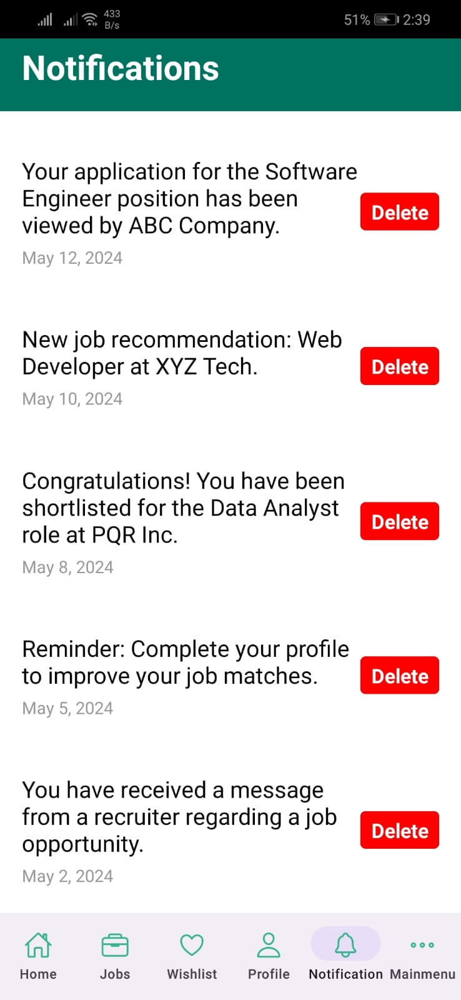 433
B/s
51%
2:39
Notifications
Your application for the Software
Engineer position has been
viewed by ABC Company.
May 12, 2024
Delete
New job recommendation: Web
Developer at XYZ Tech.
May 10, 2024
Delete
Congratulations! You have been
shortlisted for the Data Analyst
role at PQR Inc.
May 8, 2024
Delete
Reminder: Complete your profile
to improve your job matches.
May 5, 2024
Delete
You have received a message
from a recruiter regarding a job
opportunity.
May 2, 2024
Delete
Home
Jobs
Wishlist
Profile
Notification
Mainmenu